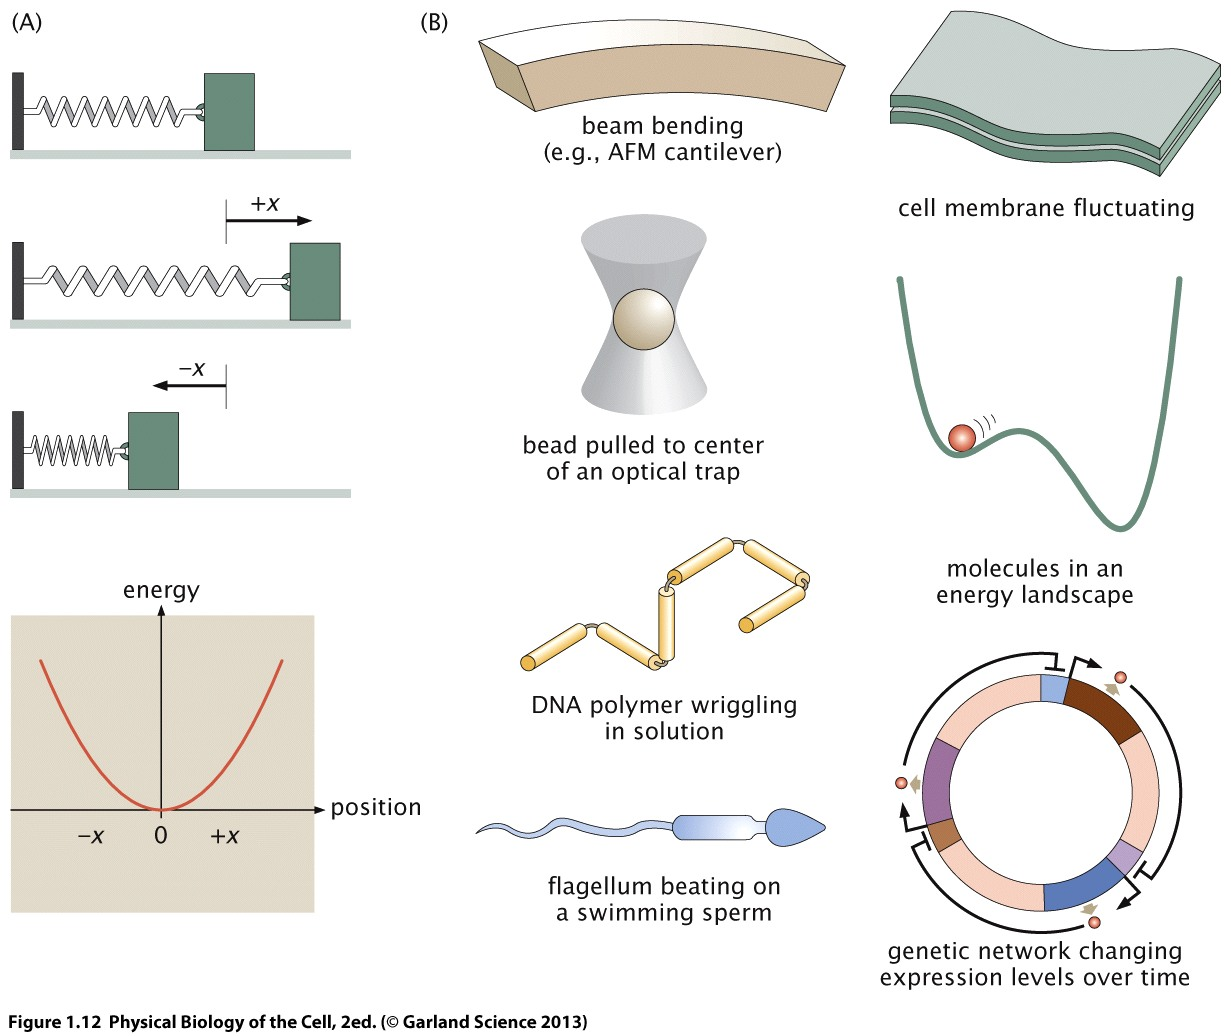 (A)
+x
−x
energy
position
−x 0 +x
(B)
beam bending
(e.g., AFM cantilever)
bead pulled to center
of an optical trap
DNA polymer wriggling
in solution
flagellum beating on
a swimming sperm
cell membrane fluctuating
molecules in an
energy landscape
genetic network changing
expression levels over time
Figure 1.12 Physical Biology of the Cell, 2ed. (© Garland Science 2013)